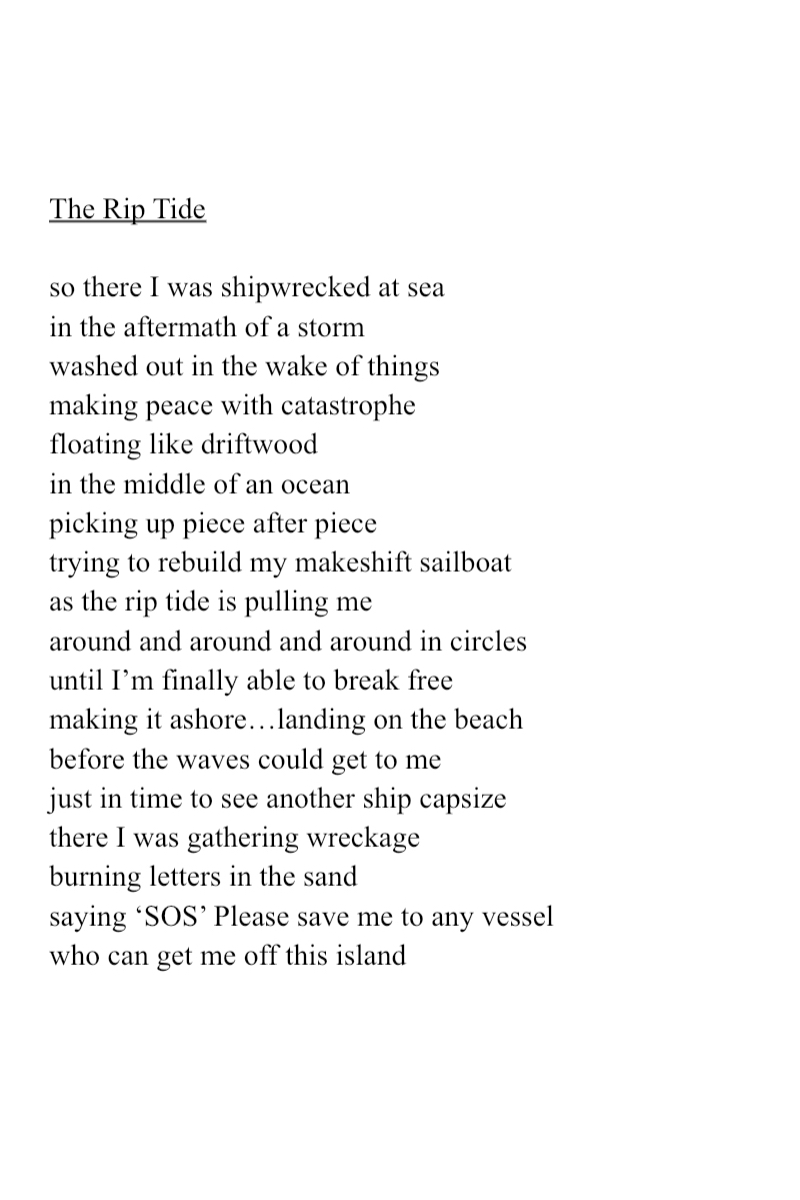 The Rip Tide
so there I was shipwrecked at sea
in the aftermath of a storm
washed out in the wake of things
making peace with catastrophe
floating like driftwood
in the middle of an ocean
picking up piece after piece
trying to rebuild my makeshift sailboat
as the rip tide is pulling me
around and around and around in circles
until I’m finally able to break free
making it ashore…landing on the beach
before the waves could get to me
just in time to see another ship capsize
there I was gathering wreckage
burning letters in the sand
saying ‘SOS’ Please save me to any vessel
who can get me off this island